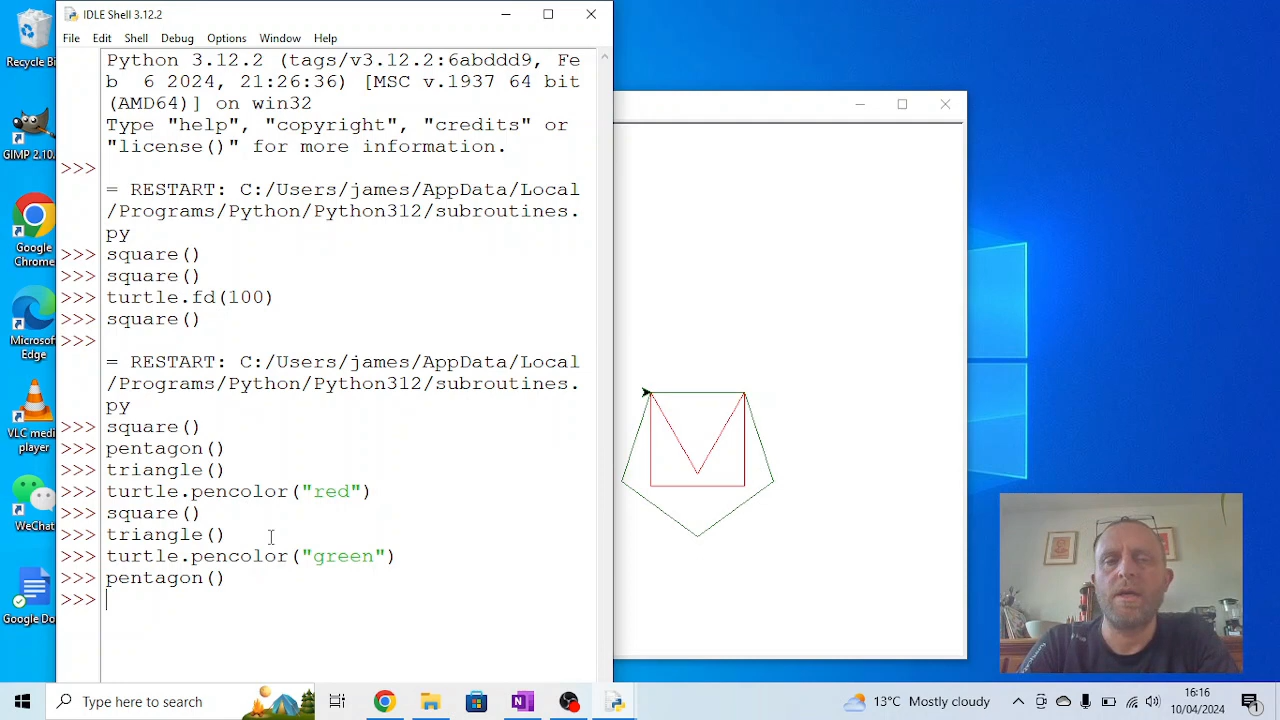 Recycle Bi
GIMP 2.10.
Google
Chrome
Microsoft
Edge
VLC medi
player
WeChat
Google Do
IDLE Shell 3.12.2
File Edit Shell Debug Options Window Help
Python 3.12.2 (tags/v3.12.2:6abddd9, Fe
b  6 2024, 21:26:36) [MSC v.1937 64 bit
(AMD64)] on win32
Type "help", "copyright", "credits" or
"license()" for more information.
>>>
= RESTART: C:/Users/james/AppData/Local
/Programs/Python/Python312/subroutines.
py
>>> square()
>>> square()
>>> turtle.fd(100)
>>> square()
>>>
= RESTART: C:/Users/james/AppData/Local
/Programs/Python/Python312/subroutines.
py
>>> square()
>>> pentagon()
>>> triangle()
>>> turtle.pencolor("red")
>>> square()
>>> triangle()
>>> turtle.pencolor("green")
>>> pentagon()
>>>
Type here to search
13°C Mostly cloudy
16:16
10/04/2024
1